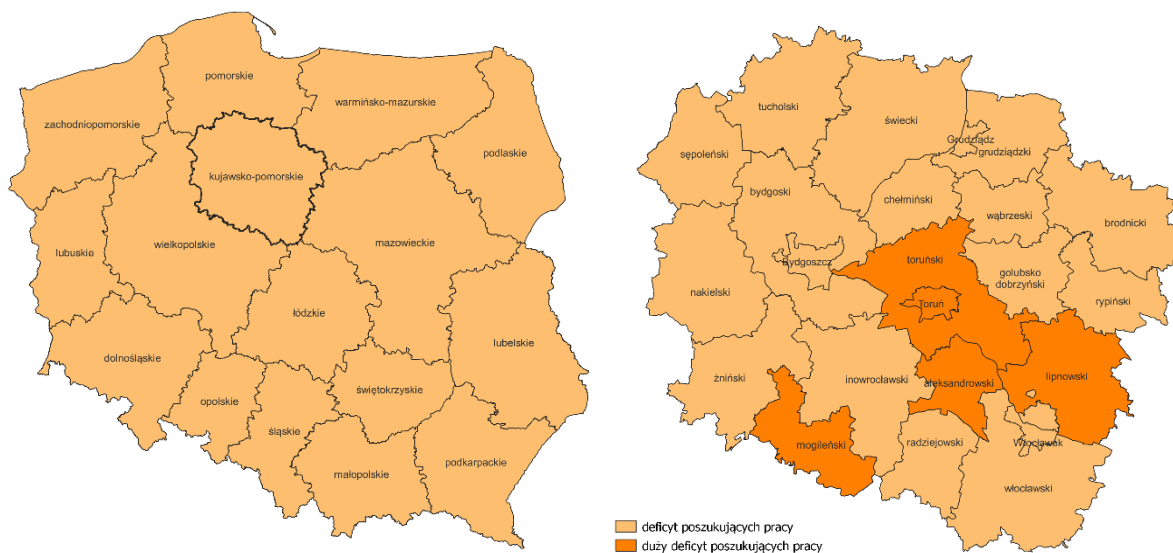 pomorskie
warmińsko-mazurskie
zachodniopomorskie
podlaskie
kujawsko-pomorskie
mazowieckie
wielkopolskie
lubuskie
łódzkie
lubelskie
dolnośląskie
świętokrzyskie
opolskie
śląskie
podkarpackie
małopolskie
tucholski
świecki
Grudziądz
grudziądzki
sępoleński
bydgoski
chełmiński
wąbrzeski
brodnicki
Bydgoszcz
toruński
golubsko
dobrzyński
nakielski
rypiński
Toruń
żniński
inowrocławski
aleksandrowski
lipnowski
mogileński
radziejowski
Włocławek
włocławski
deficyt poszukujących pracy
duży deficyt poszukujących pracy